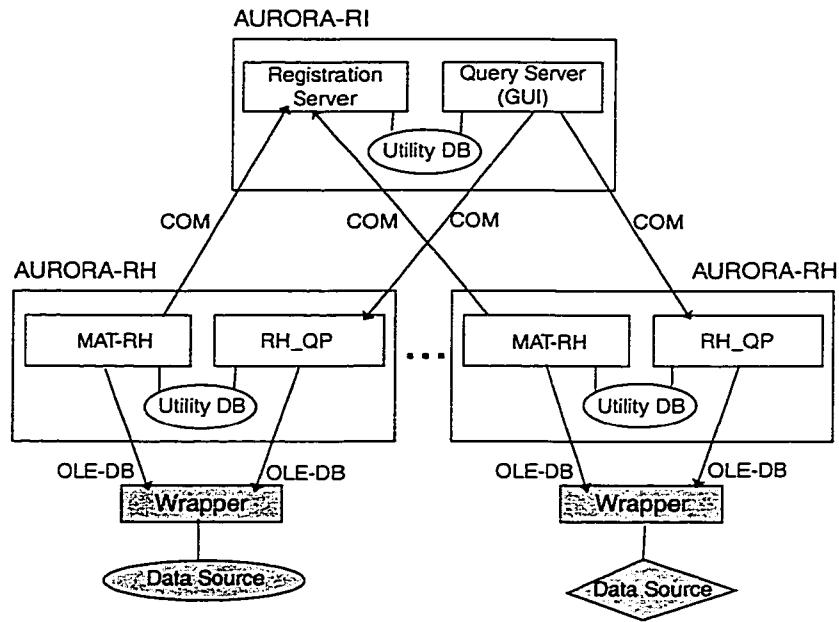 AURORA-RI
Registration
Server
Query Server
(GUI)
Utility DB
COM
COM
COM
COM
AURORA-RH
AURORA-RH
MAT-RH
RH_QP
...
MAT-RH
RH_QP
Utility DB
Utility DB
OLE-DB
OLE-DB
OLE-DB
OLE-DB
Wrapper
Wrapper
Data Source
Data Source